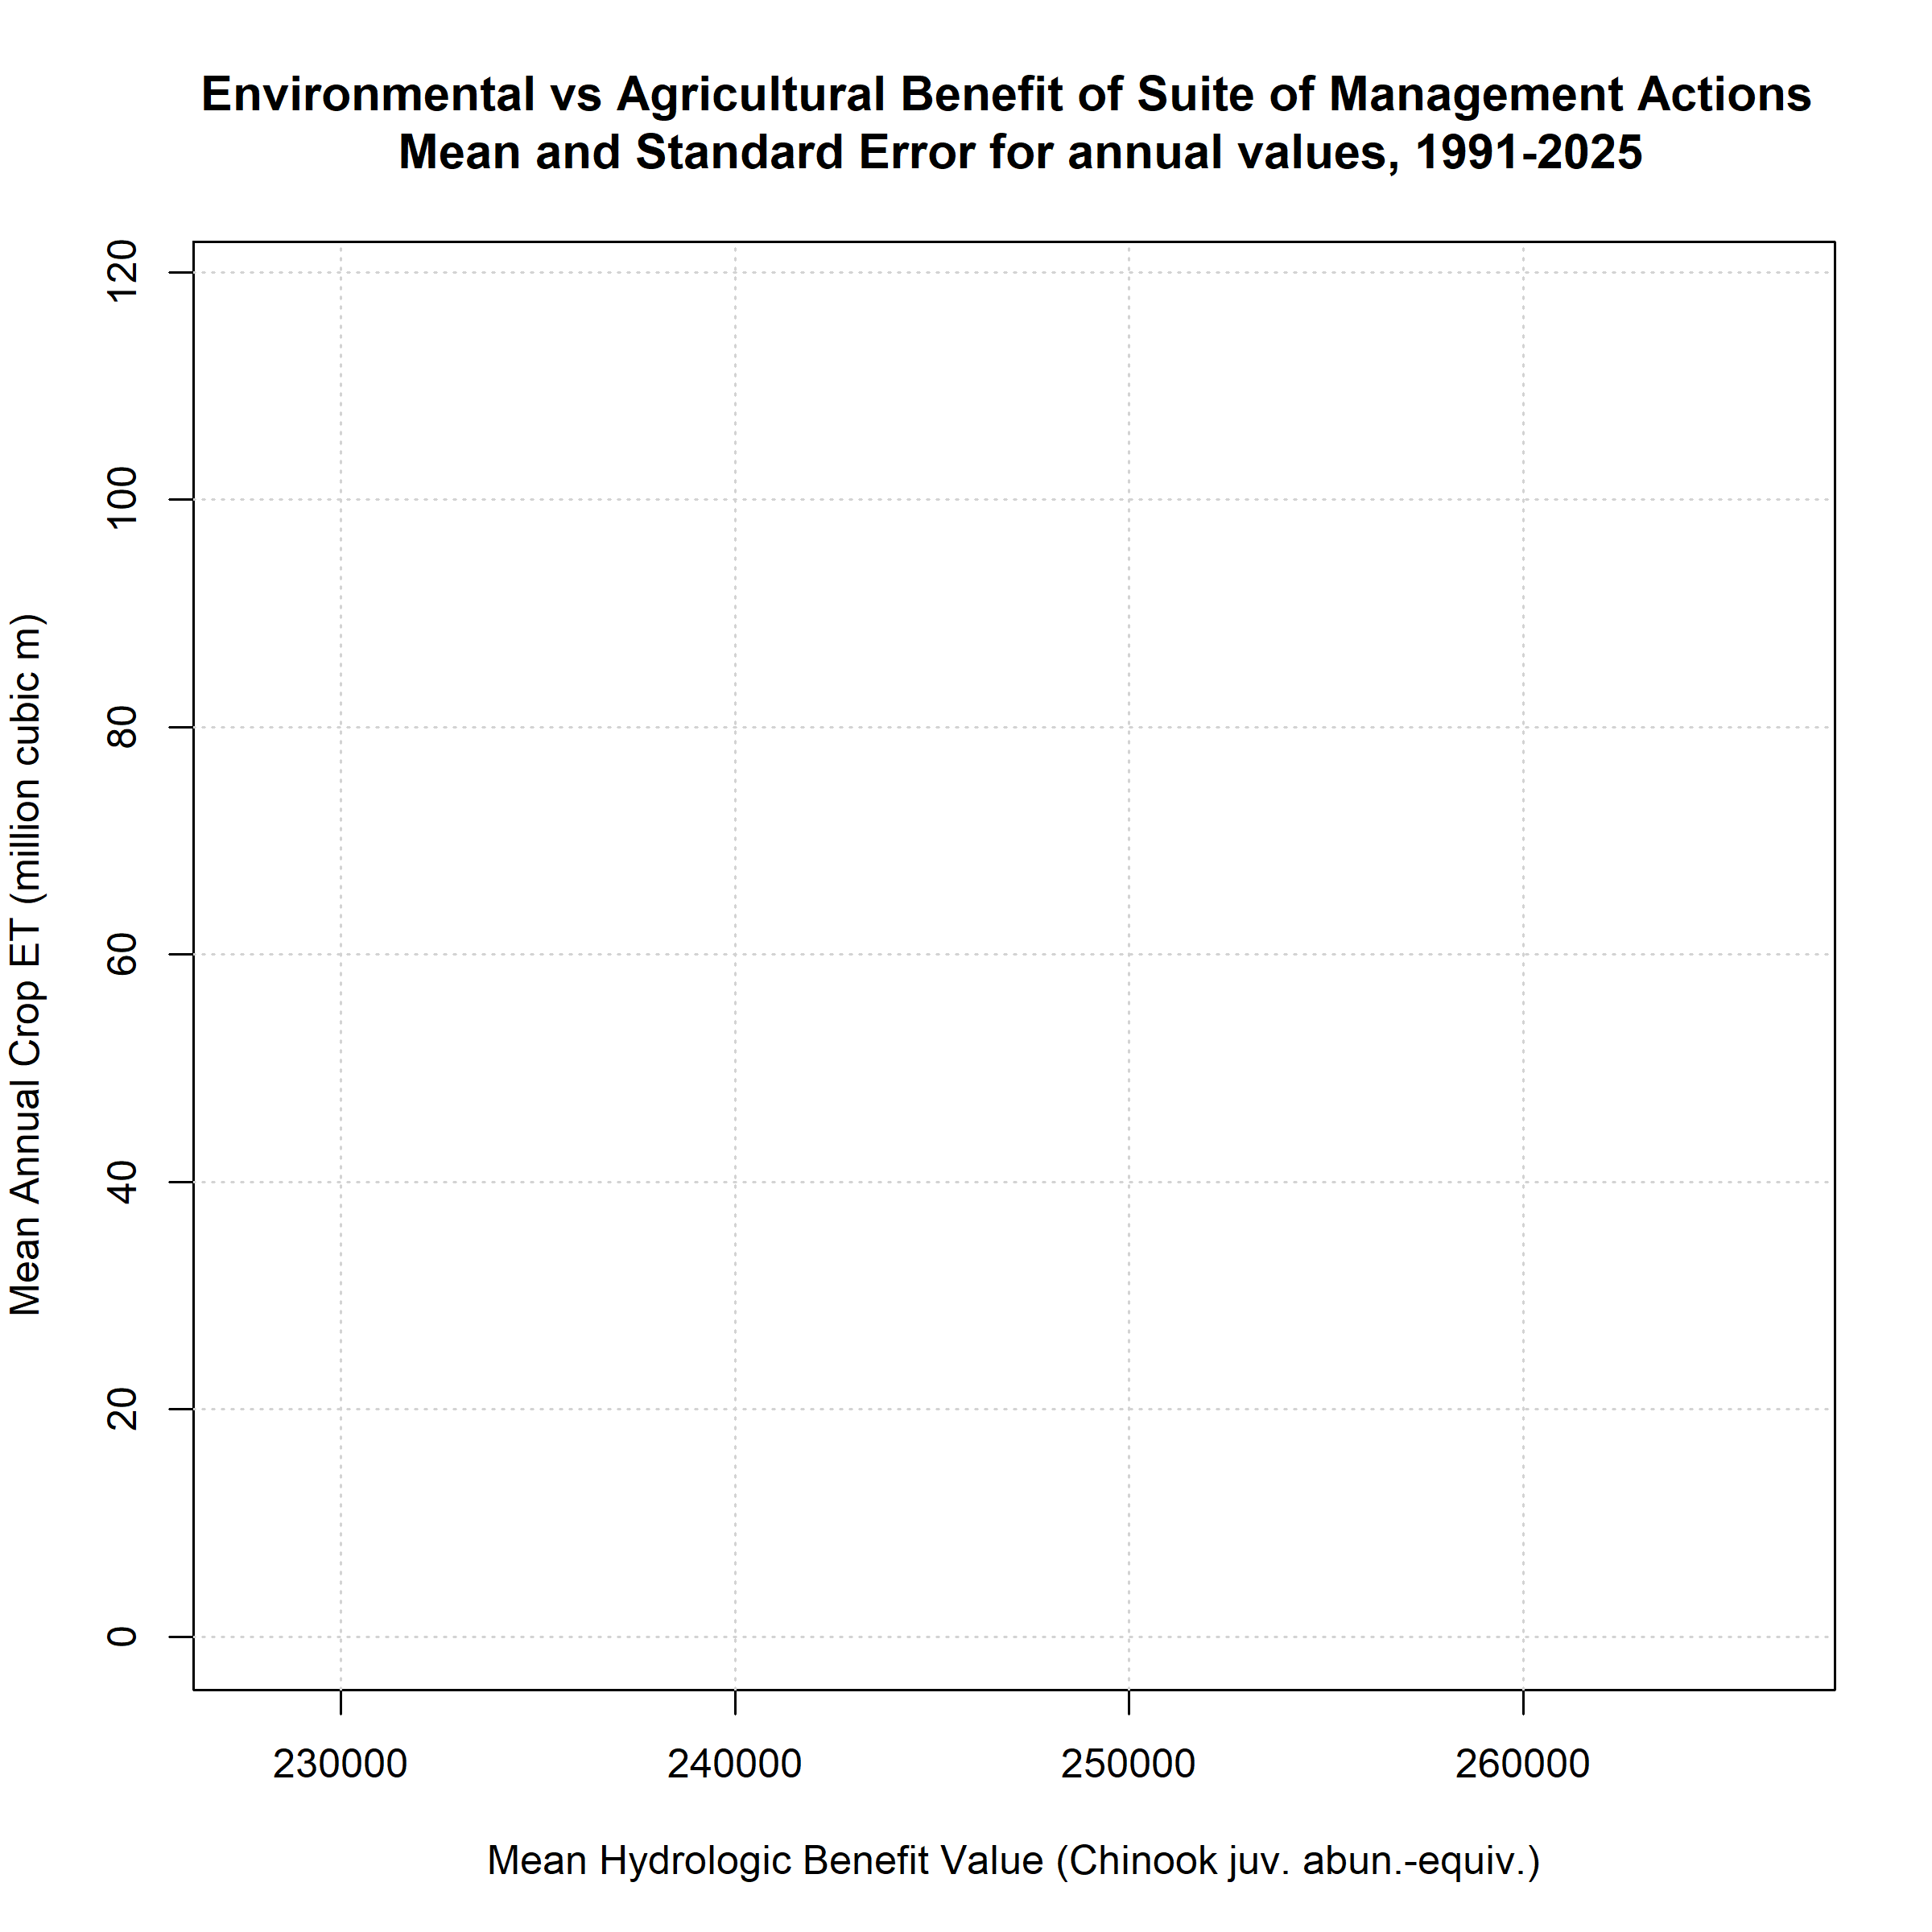 Environmental vs Agricultural Benefit of Suite of Management Actions
Mean and Standard Error for annual values, 1991-2025
Mean Annual Crop ET (million cubic m)
120
100
80
60
40
20
0
230000
240000
250000
260000
Mean Hydrologic Benefit Value (Chinook juv. abun.-equiv.)